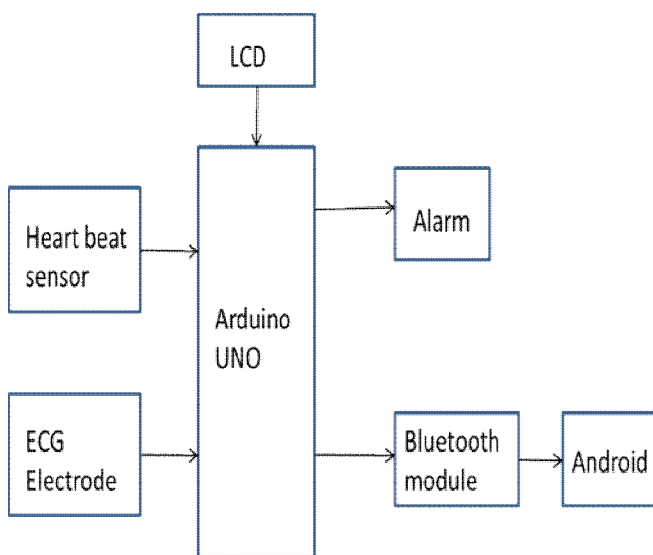 LCD
Heart beat
sensor
Arduino
UNO
Alarm
ECG
Electrode
Bluetooth
module
Android